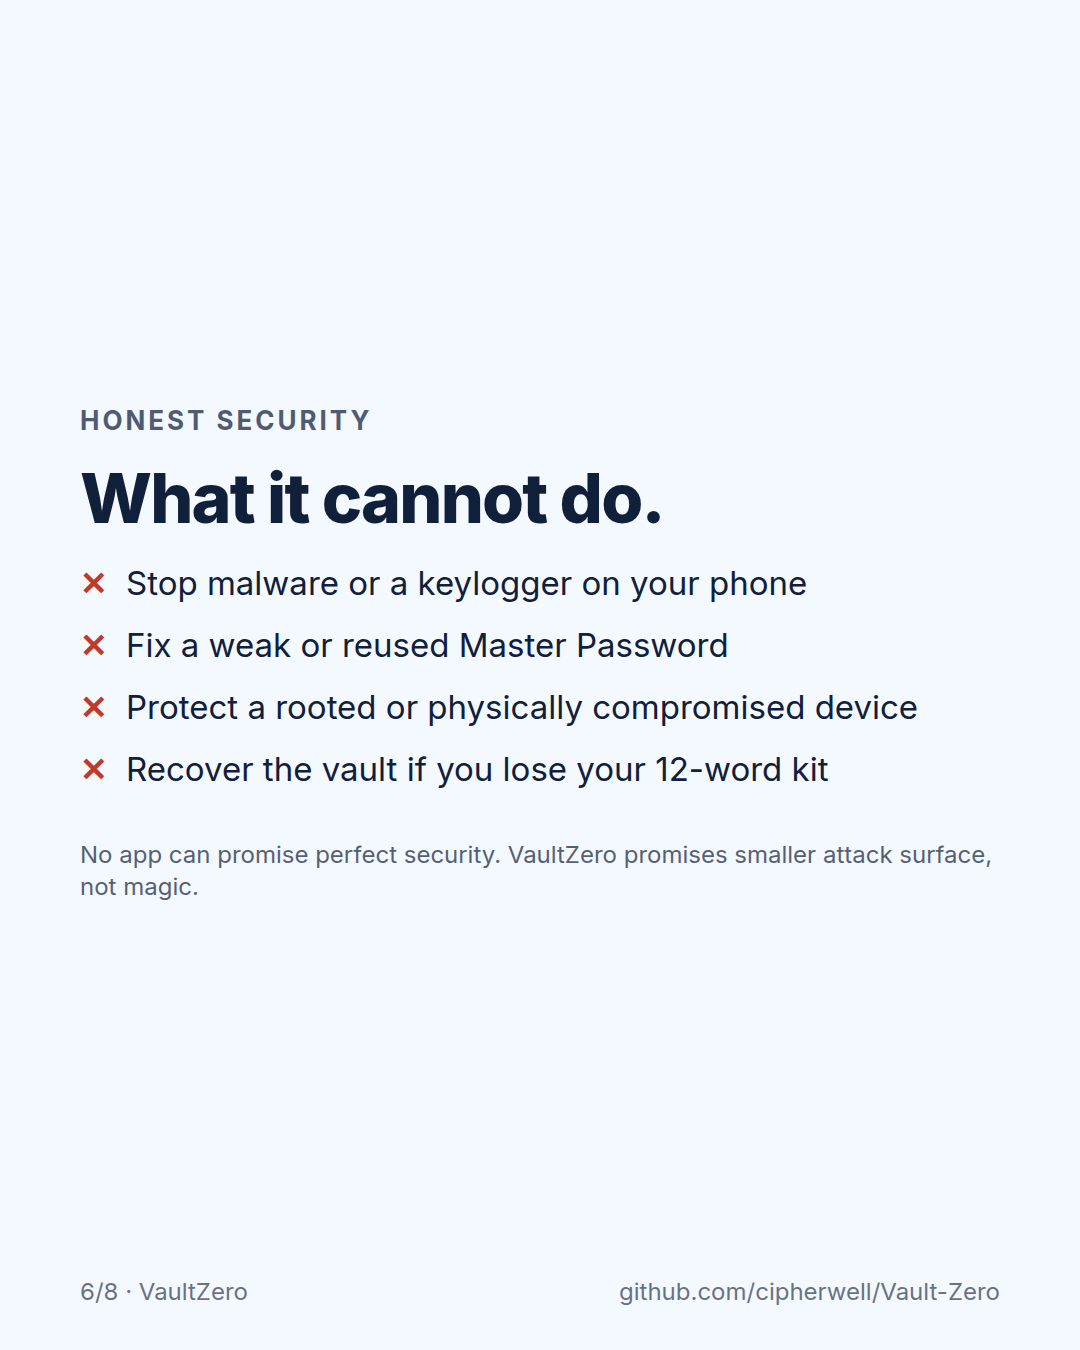 HONEST SECURITY
What it cannot do.
✕ Stop malware or a keylogger on your phone
✕ Fix a weak or reused Master Password
✕ Protect a rooted or physically compromised device
✕ Recover the vault if you lose your 12-word kit
No app can promise perfect security. VaultZero promises smaller attack surface,
not magic.
6/8 · VaultZero
github.com/cipherwell/Vault-Zero